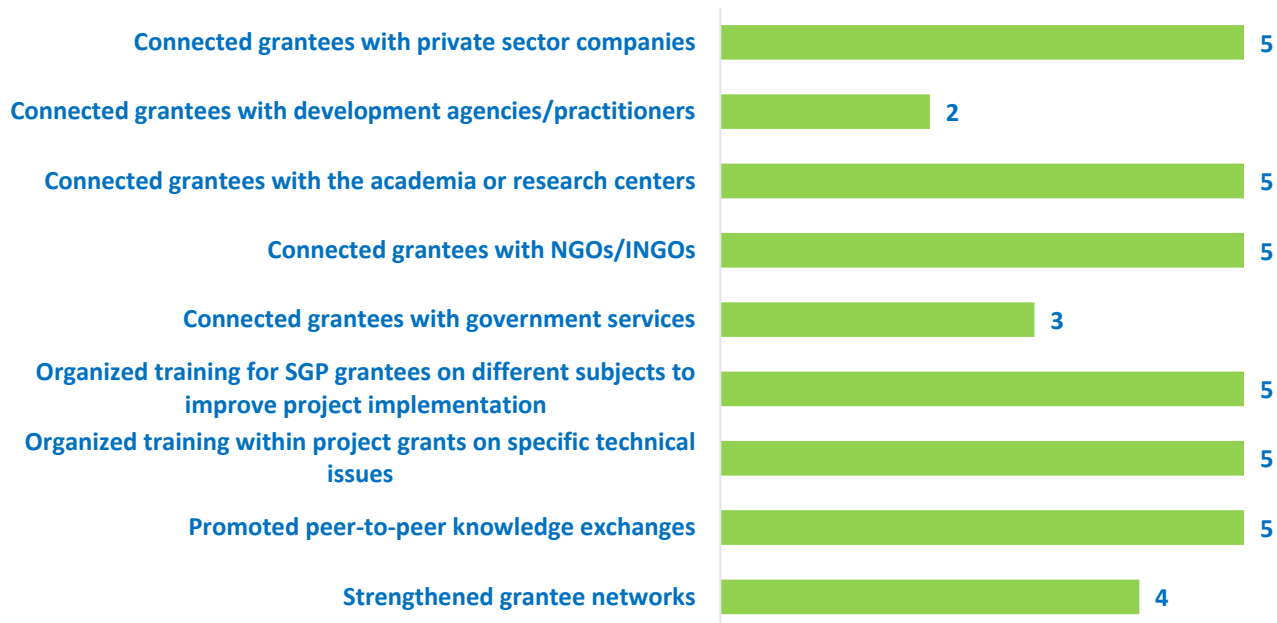 Connected grantees with private sector companies 5
Connected grantees with development agencies/practitioners 2
Connected grantees with the academia or research centers 5
Connected grantees with NGOs/INGOs 5
Connected grantees with government services 3
Organized training for SGP grantees on different subjects to
improve project implementation 5
Organized training within project grants on specific technical
issues 5
Promoted peer-to-peer knowledge exchanges 5
Strengthened grantee networks 4